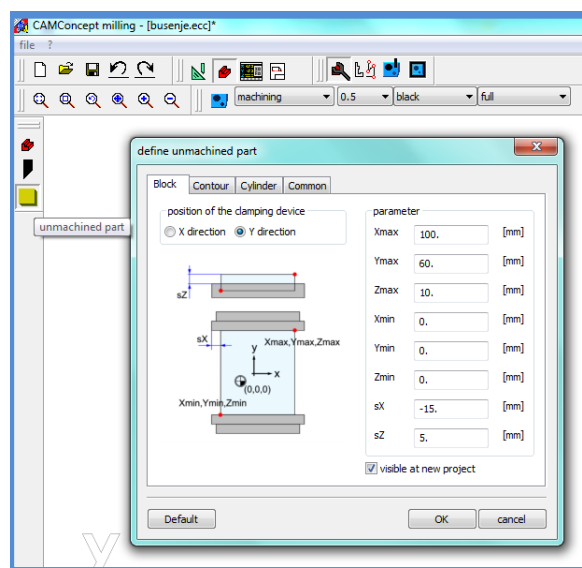 CAMConcept milling - [busenje.ecc]*
file ?
machining 0.5 black full
define unmachined part
Block Contour Cylinder Common
unmachined part
position of the clamping device
X direction Y direction
sZ
sX
Xmax,Ymax,Zmax
y
x
(0,0,0)
Xmin,Ymin,Zmin
parameter
Xmax 100. [mm]
Ymax 60. [mm]
Zmax 10. [mm]
Xmin 0. [mm]
Ymin 0. [mm]
Zmin 0. [mm]
sX -15. [mm]
sZ 5. [mm]
visible at new project
Default OK cancel
y